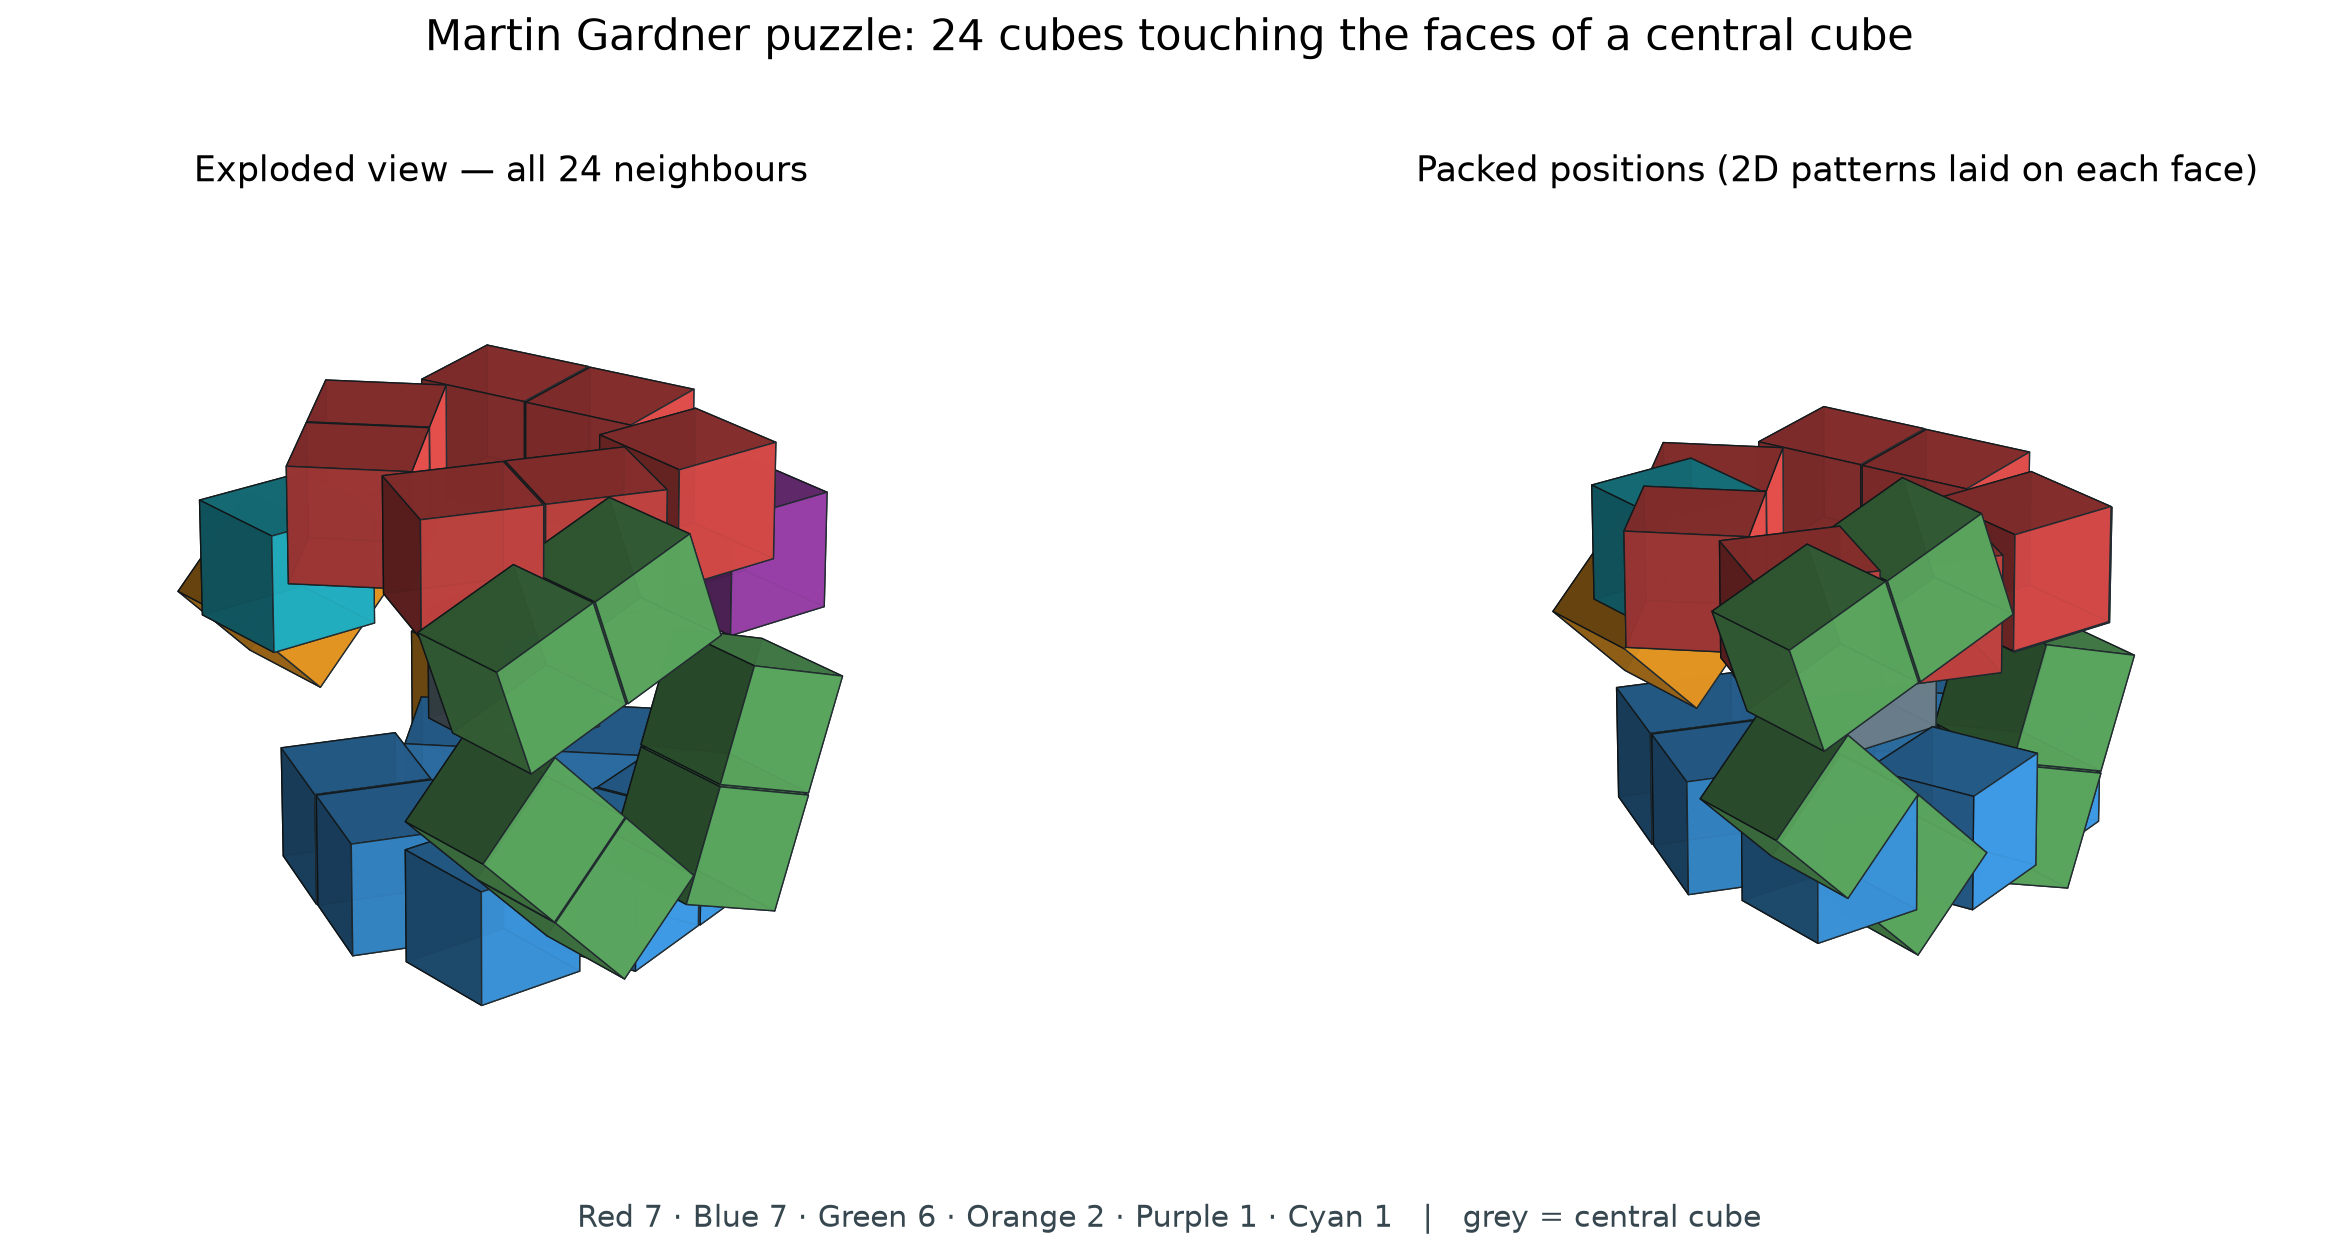 Martin Gardner puzzle: 24 cubes touching the faces of a central cube
Exploded view — all 24 neighbours
Packed positions (2D patterns laid on each face)
Red 7 · Blue 7 · Green 6 · Orange 2 · Purple 1 · Cyan 1 | grey = central cube